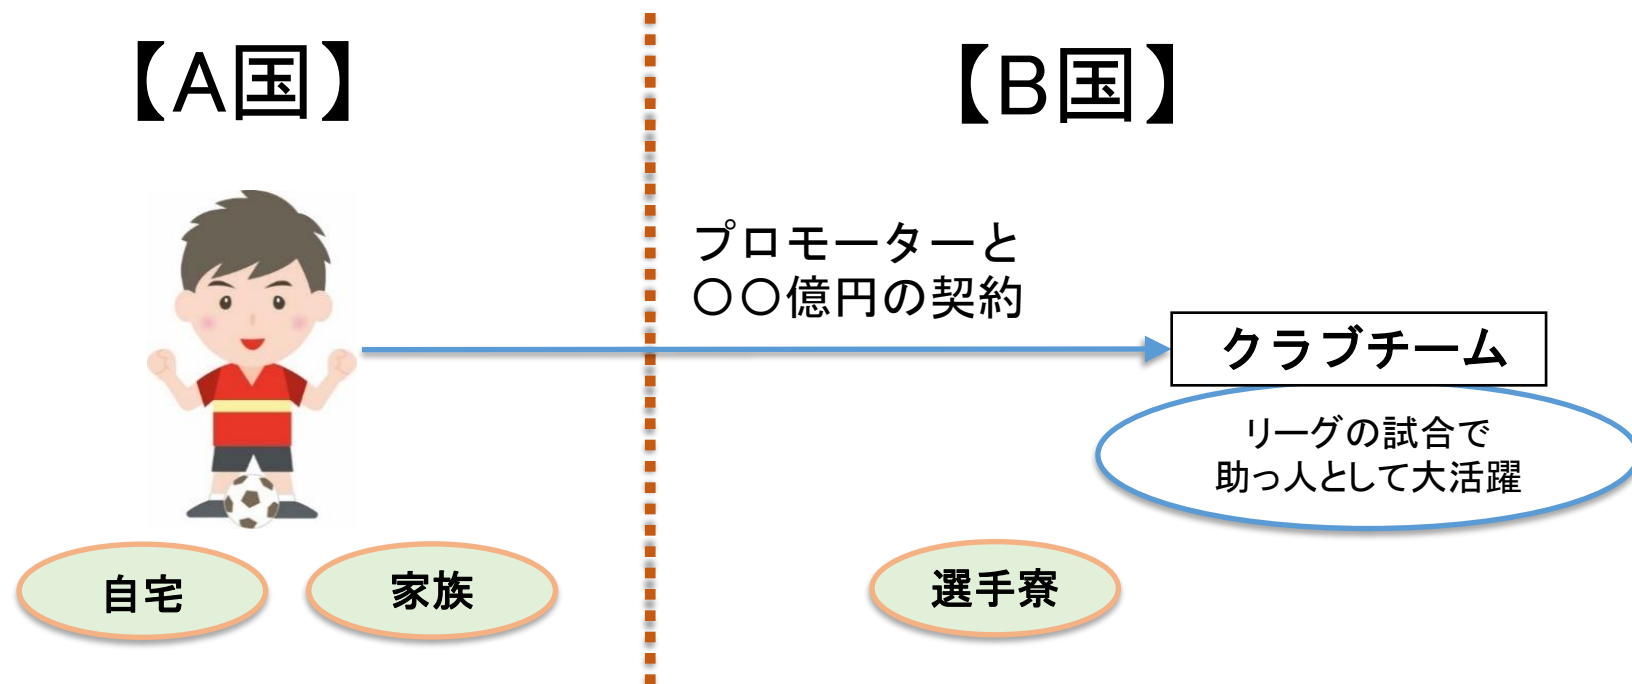 【A国】
【B国】
プロモーターと
〇〇億円の契約
クラブチーム
リーグの試合で
助っ人として大活躍
自宅
家族
選手寮